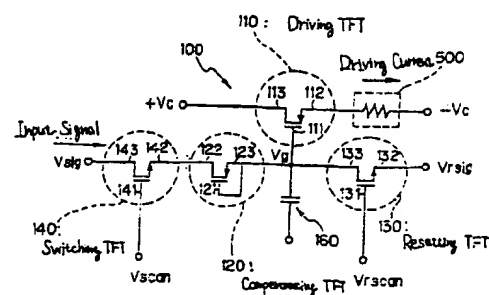 110: Driving TFT
Driving Current 500
100
113 112
+Vc
111
-Vc
Input Signal
143 142 122 123 Vg 133 132
Vsig
Vrsig
141 121 131
140: Switching TFT
160
130: Resetting TFT
Vscan
120: Compensating TFT
Vrscan